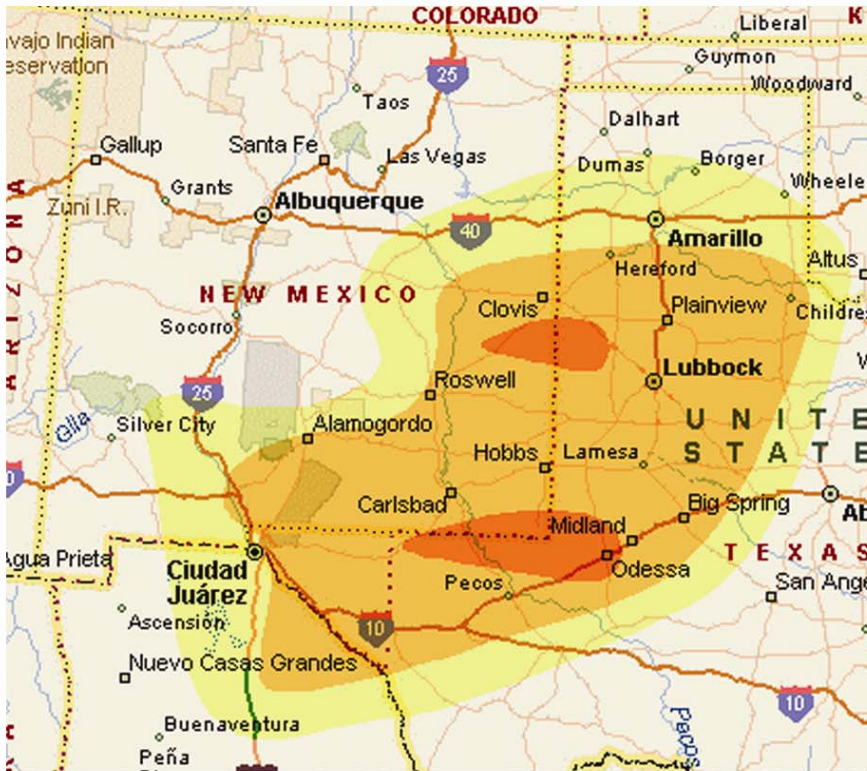 COLORADO
K
Liberal
avajo Indian
eservation
Guymon
25
Woodward
Taos
Dalhart
Gallup
Santa Fe
Las Vegas
Dumas
Borger
Grants
Wheele
Zuni I.R.
Albuquerque
40
Amarillo
ARIZONA
Hereford
Altus
NEW MEXICO
Clovis
Plainview
Childres
Socorro
25
Roswell
Lubbock
Silver City
Gila
Alamogordo
UNITE
STATE
Hobbs
Lamesa
Carlsbad
Big Spring
Ab
Midland
Agua Prieta
Ciudad
Juárez
Odessa
TEXAS
Pecos
San Ange
Ascensión
10
Nuevo Casas Grandes
10
Pecos
Buenaventura
Peña